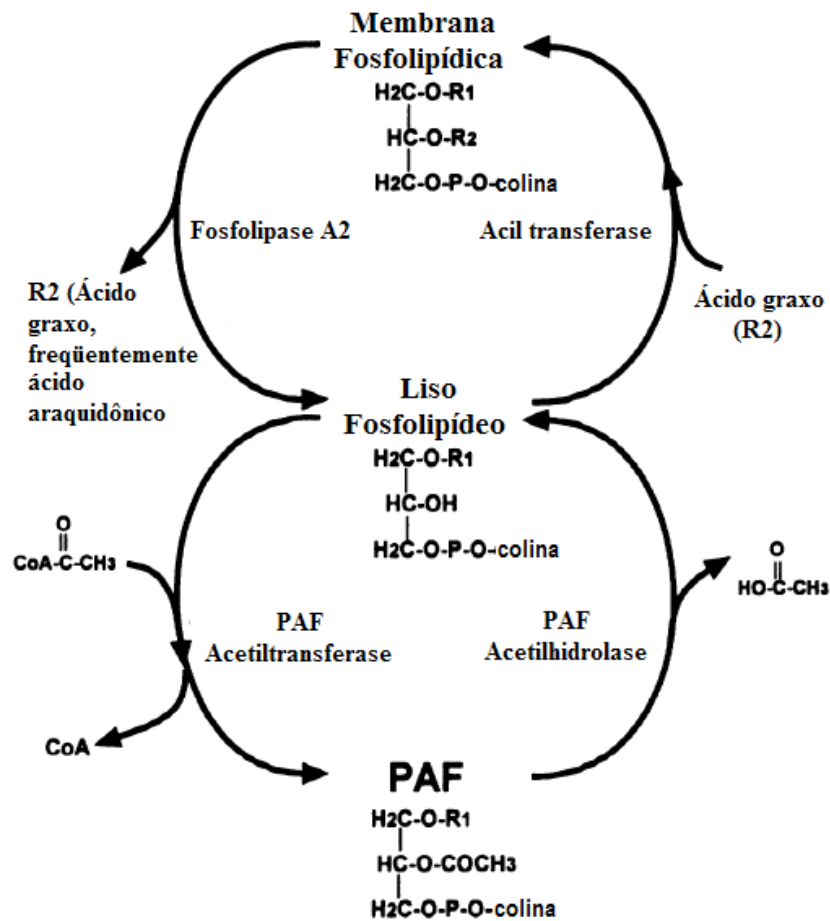 Membrana
Fosfolipídica
H2C-O-R1
HC-O-R2
H2C-O-P-O-colina
Fosfolipase A2
Acil transferase
R2 (Ácido
graxo,
freqüentemente
ácido
araquidônico
Ácido graxo
(R2)
Liso
Fosfolipídeo
H2C-O-R1
HC-OH
H2C-O-P-O-colina
O
CoA-C-CH3
O
HO-C-CH3
PAF
Acetiltransferase
PAF
Acetilhidrolase
CoA
PAF
H2C-O-R1
HC-O-COCH3
H2C-O-P-O-colina